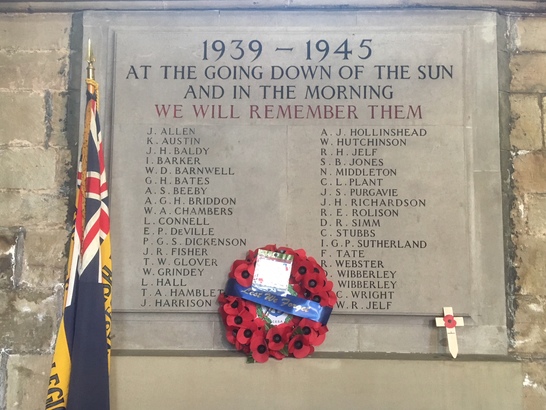 1939 – 1945
AT THE GOING DOWN OF THE SUN
AND IN THE MORNING
WE WILL REMEMBER THEM
J. ALLEN
K. AUSTIN
J. H. BALDY
I. BARKER
W. D. BARNWELL
G. H. BATES
A. S. BEEBY
A. G. H. BRIDDON
W. A. CHAMBERS
L. CONNELL
E. P. DEVILLE
P. G. S. DICKENSON
J. R. FISHER
T. W. GLOVER
W. GRINDEY
L. HALL
T. A. HAMBLET
J. HARRISON
A. J. HOLLINSHEAD
W. HUTCHINSON
R. H. JELF
S. B. JONES
N. MIDDLETON
C. L. PLANT
J. S. PURGAVIE
J. H. RICHARDSON
R. E. ROLISON
D. R. SIMM
C. STUBBS
I. G. P. SUTHERLAND
F. TATE
R. WEBSTER
WIBBERLEY
WIBBERLEY
C. WRIGHT
W. R. JELF